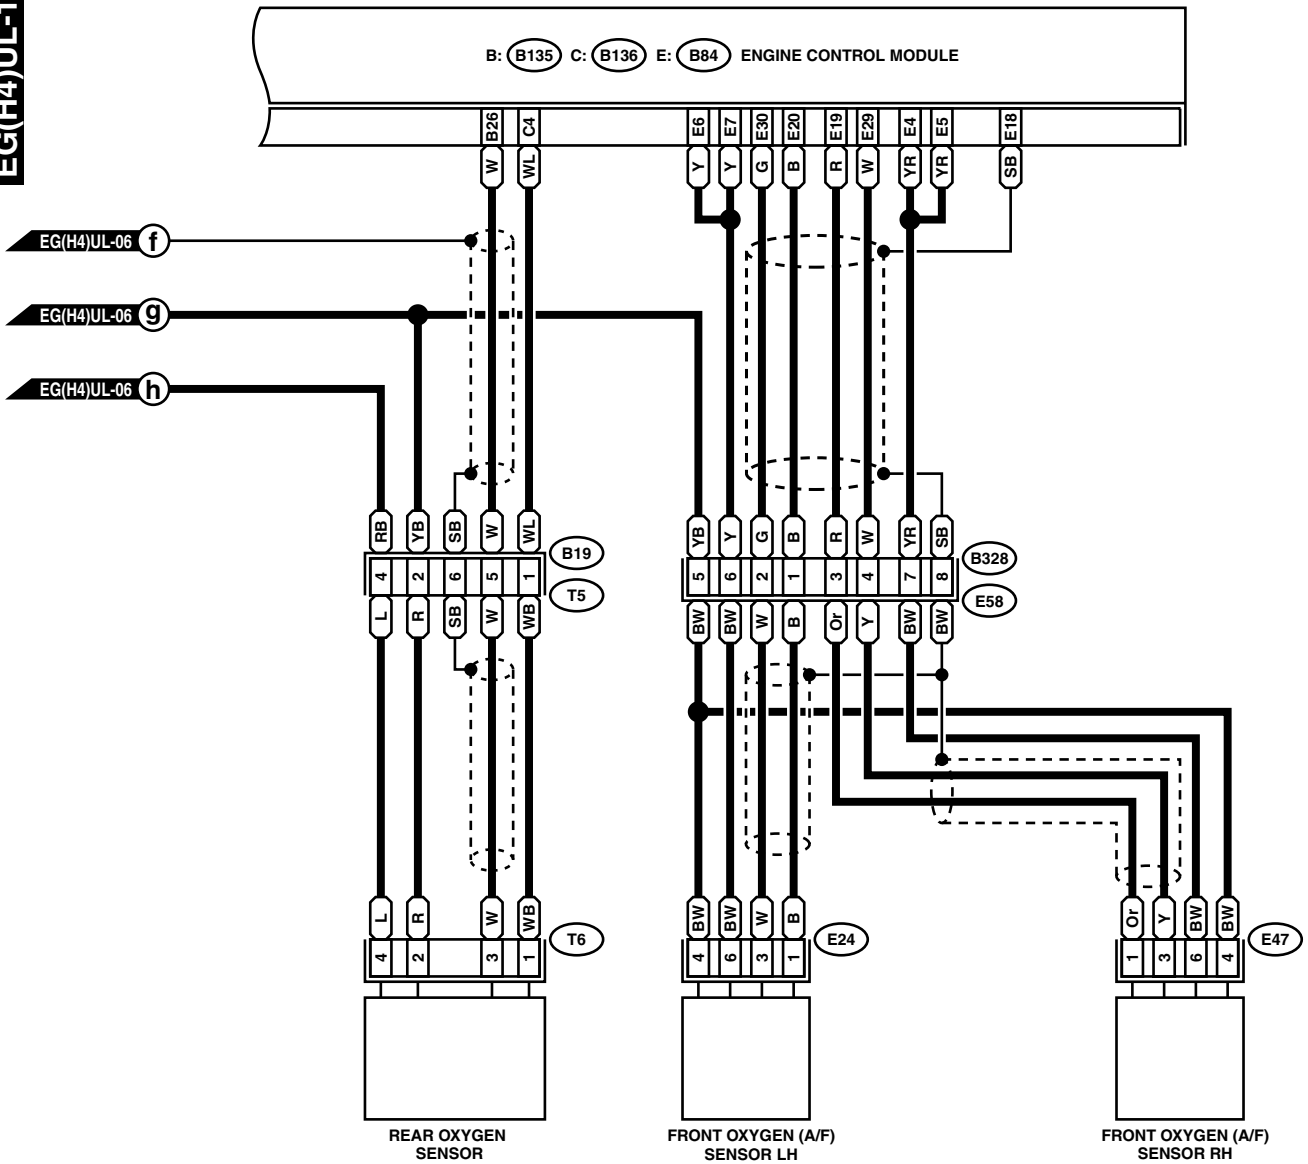 EG(H4)UL-1
B: B135 C: B136 E: B84 ENGINE CONTROL MODULE
B26 C4 E6 E7 E30 E20 E19 E29 E4 E5 E18
W WL Y Y G B R W YR YR SB
EG(H4)UL-06 f
EG(H4)UL-06 g
EG(H4)UL-06 h
RB YB SB W WL
4 2 6 5 1
B19
T5
L R SB W WB
YB Y G B R W YR SB
5 6 2 1 3 4 7 8
B328
E58
BW BW W B Or Y BW BW
L R W WB
4 2 3 1
T6
BW BW W B
4 6 3 1
E24
Or Y BW BW
1 3 6 4
E47
REAR OXYGEN
SENSOR
FRONT OXYGEN (A/F)
SENSOR LH
FRONT OXYGEN (A/F)
SENSOR RH